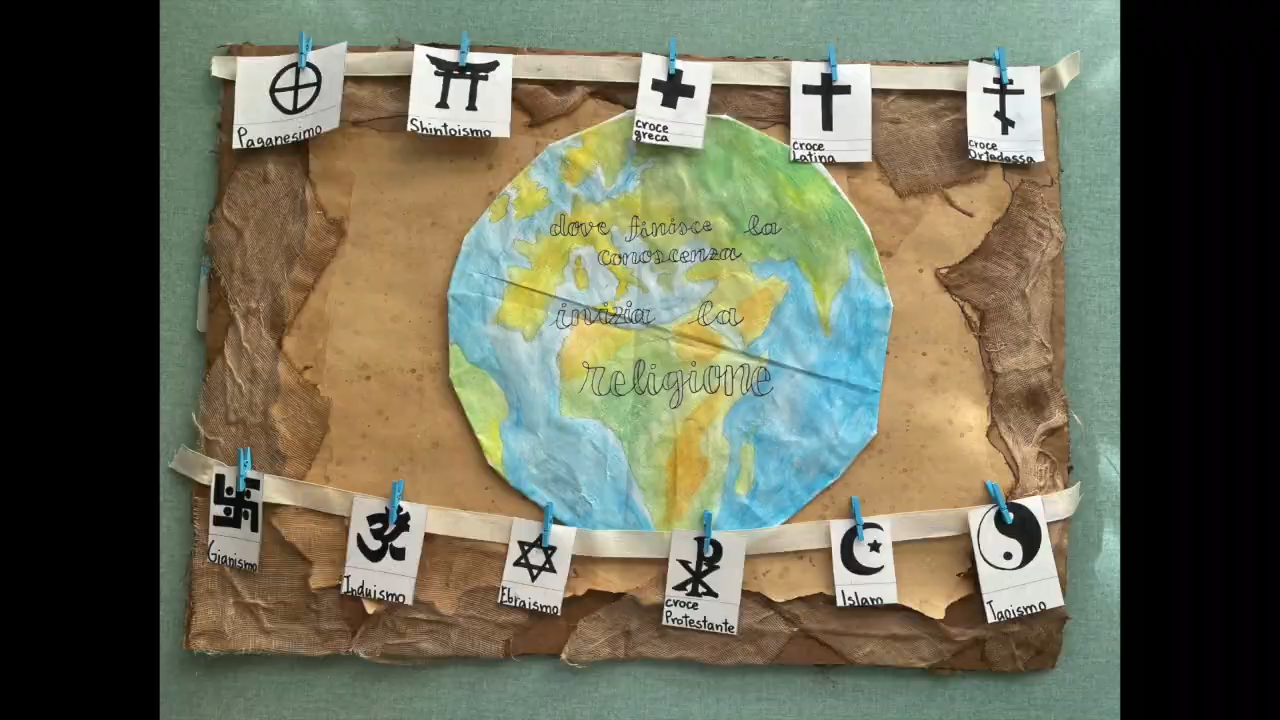 Paganesimo
Shintoismo
croce
greca
croce
Latina
croce
Ortodossa
dove finisce la
conoscenza
inizia la
religione
Gianismo
Induismo
Ebraismo
croce
Protestante
Islam
Taoismo